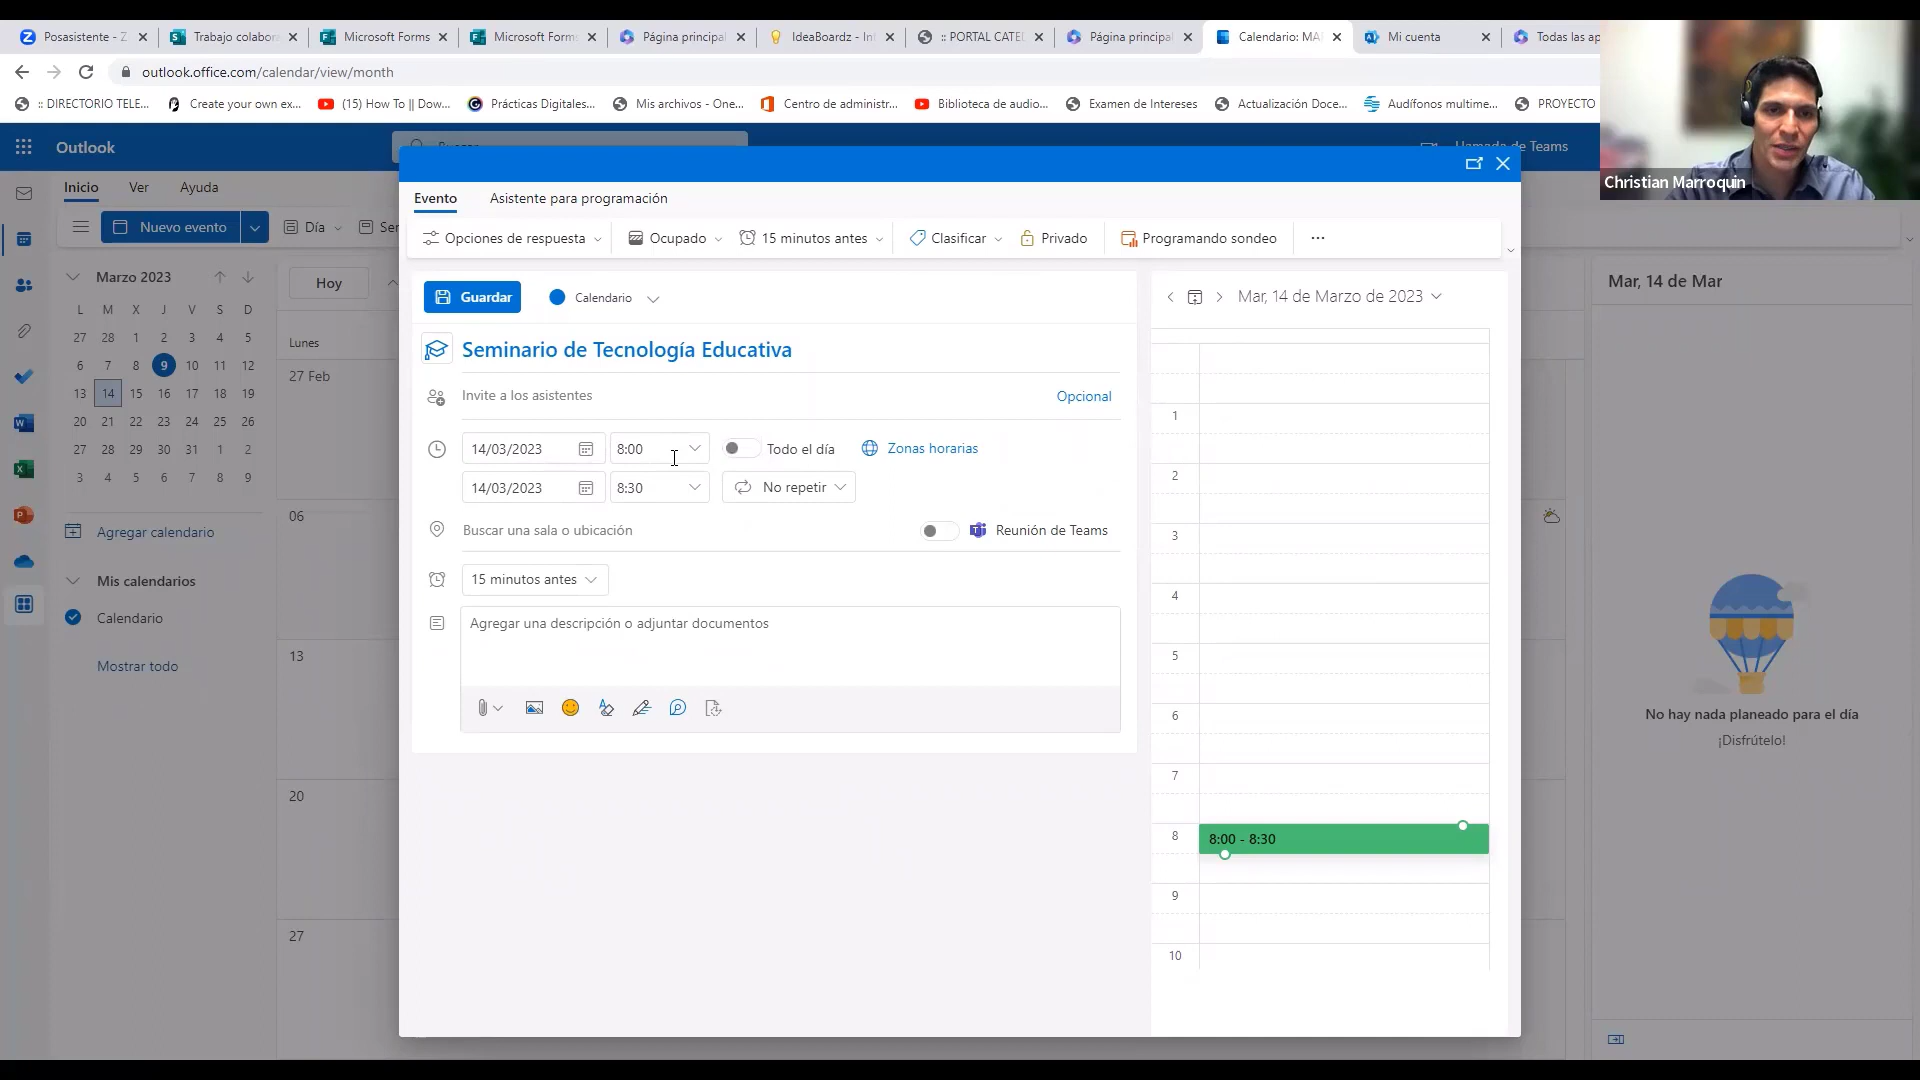 Posasistente - Z
Trabajo colabor
Microsoft Forms
Microsoft Forms
Página principal
IdeaBoardz - In
:: PORTAL CATE
Página principal
Calendario: MA
Mi cuenta
Todas las ap
outlook.office.com/calendar/view/month
:: DIRECTORIO TELE...
Create your own ex...
(15) How To || Dow...
Prácticas Digitales...
Mis archivos - One...
Centro de administr...
Biblioteca de audio...
Examen de Intereses
Actualización Doce...
Audífonos multime...
PROYECTO
Outlook
Christian Marroquin
Inicio Ver Ayuda
Nuevo evento
Día
Evento
Asistente para programación
Opciones de respuesta
Ocupado
15 minutos antes
Clasificar
Privado
Programando sondeo
Marzo 2023
L M X J V S D
27 28 1 2 3 4 5
6 7 8 9 10 11 12
13 14 15 16 17 18 19
20 21 22 23 24 25 26
27 28 29 30 31 1 2
3 4 5 6 7 8 9
Agregar calendario
Mis calendarios
Calendario
Mostrar todo
Hoy
Lunes
27 Feb
06
13
20
27
Guardar
Calendario
Seminario de Tecnología Educativa
Invite a los asistentes
Opcional
14/03/2023
8:00
Todo el día
Zonas horarias
14/03/2023
8:30
No repetir
Buscar una sala o ubicación
Reunión de Teams
15 minutos antes
Agregar una descripción o adjuntar documentos
Mar, 14 de Marzo de 2023
1
2
3
4
5
6
7
8
8:00 - 8:30
9
10
Mar, 14 de Mar
No hay nada planeado para el día
¡Disfrútelo!